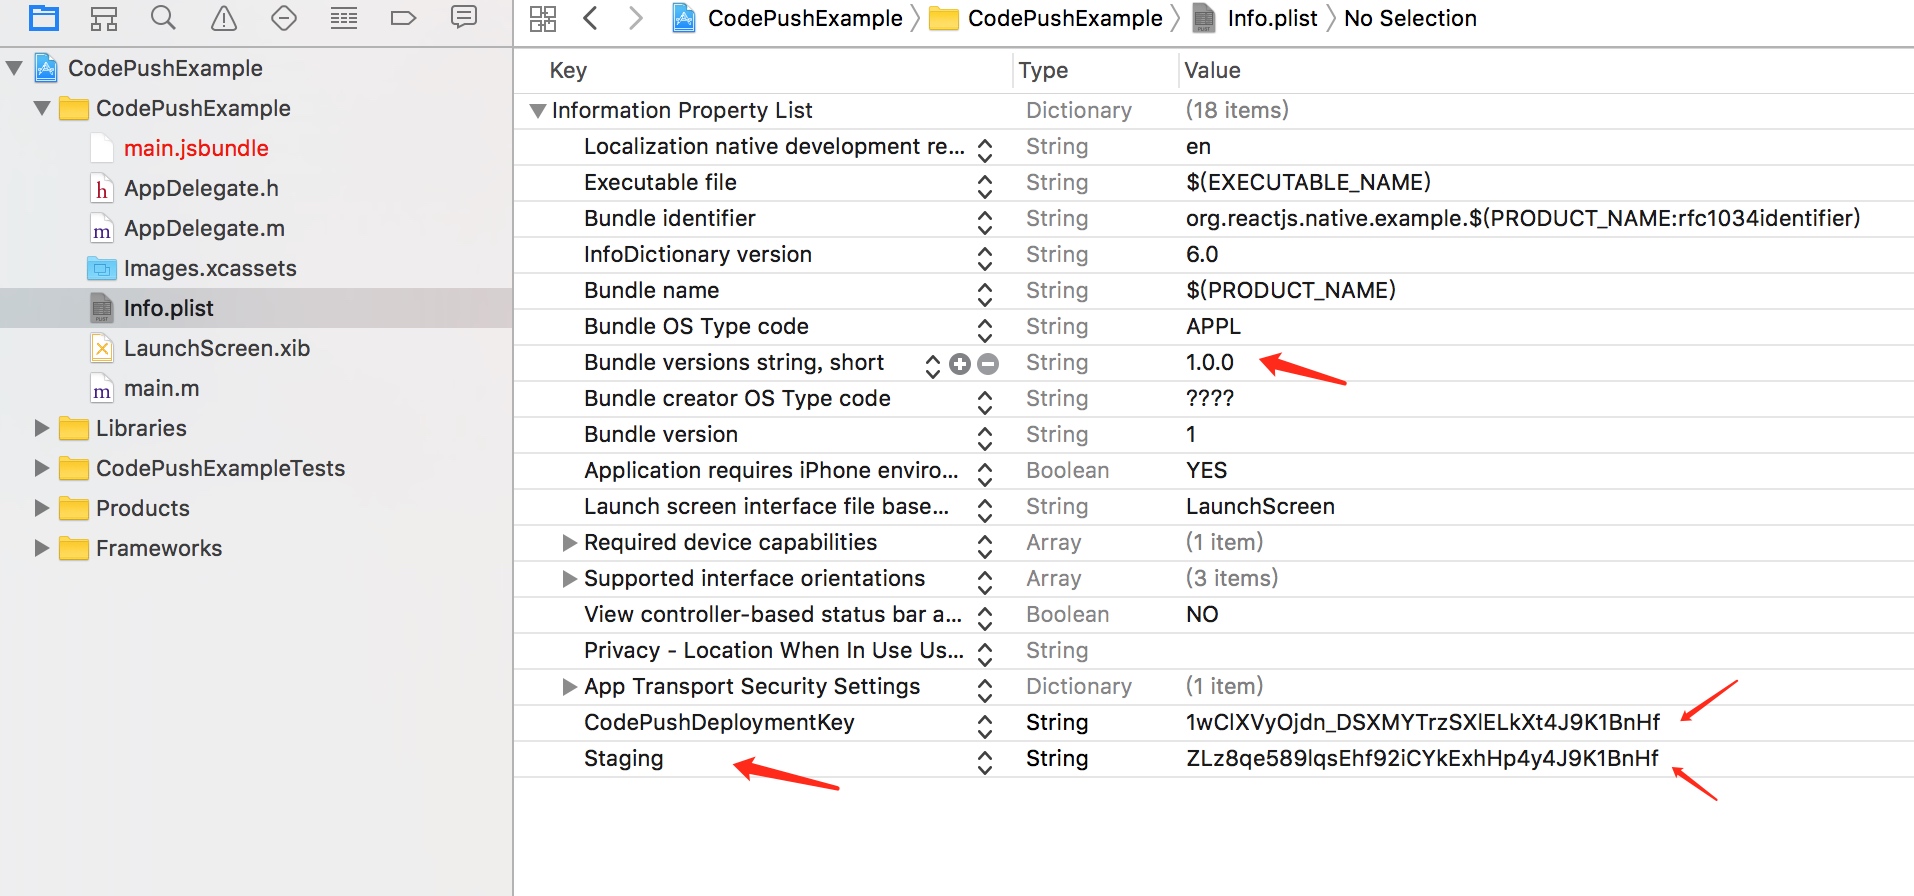 CodePushExample CodePushExample Info.plist No Selection
CodePushExample
CodePushExample
main.jsbundle
h AppDelegate.h
m AppDelegate.m
Images.xcassets
Info.plist
LaunchScreen.xib
m main.m
Libraries
CodePushExampleTests
Products
Frameworks
Key Type Value
Information Property List Dictionary (18 items)
Localization native development re... String en
Executable file String $(EXECUTABLE_NAME)
Bundle identifier String org.reactjs.native.example.$(PRODUCT_NAME:rfc1034identifier)
InfoDictionary version String 6.0
Bundle name String $(PRODUCT_NAME)
Bundle OS Type code String APPL
Bundle versions string, short String 1.0.0
Bundle creator OS Type code String ????
Bundle version String 1
Application requires iPhone enviro... Boolean YES
Launch screen interface file base... String LaunchScreen
Required device capabilities Array (1 item)
Supported interface orientations Array (3 items)
View controller-based status bar a... Boolean NO
Privacy - Location When In Use Us... String
App Transport Security Settings Dictionary (1 item)
CodePushDeploymentKey String 1wClXVyOjdn_DSXMYTrzSXlELkXt4J9K1BnHf
Staging String ZLz8qe589lqsEhf92iCYkExhHp4y4J9K1BnHf